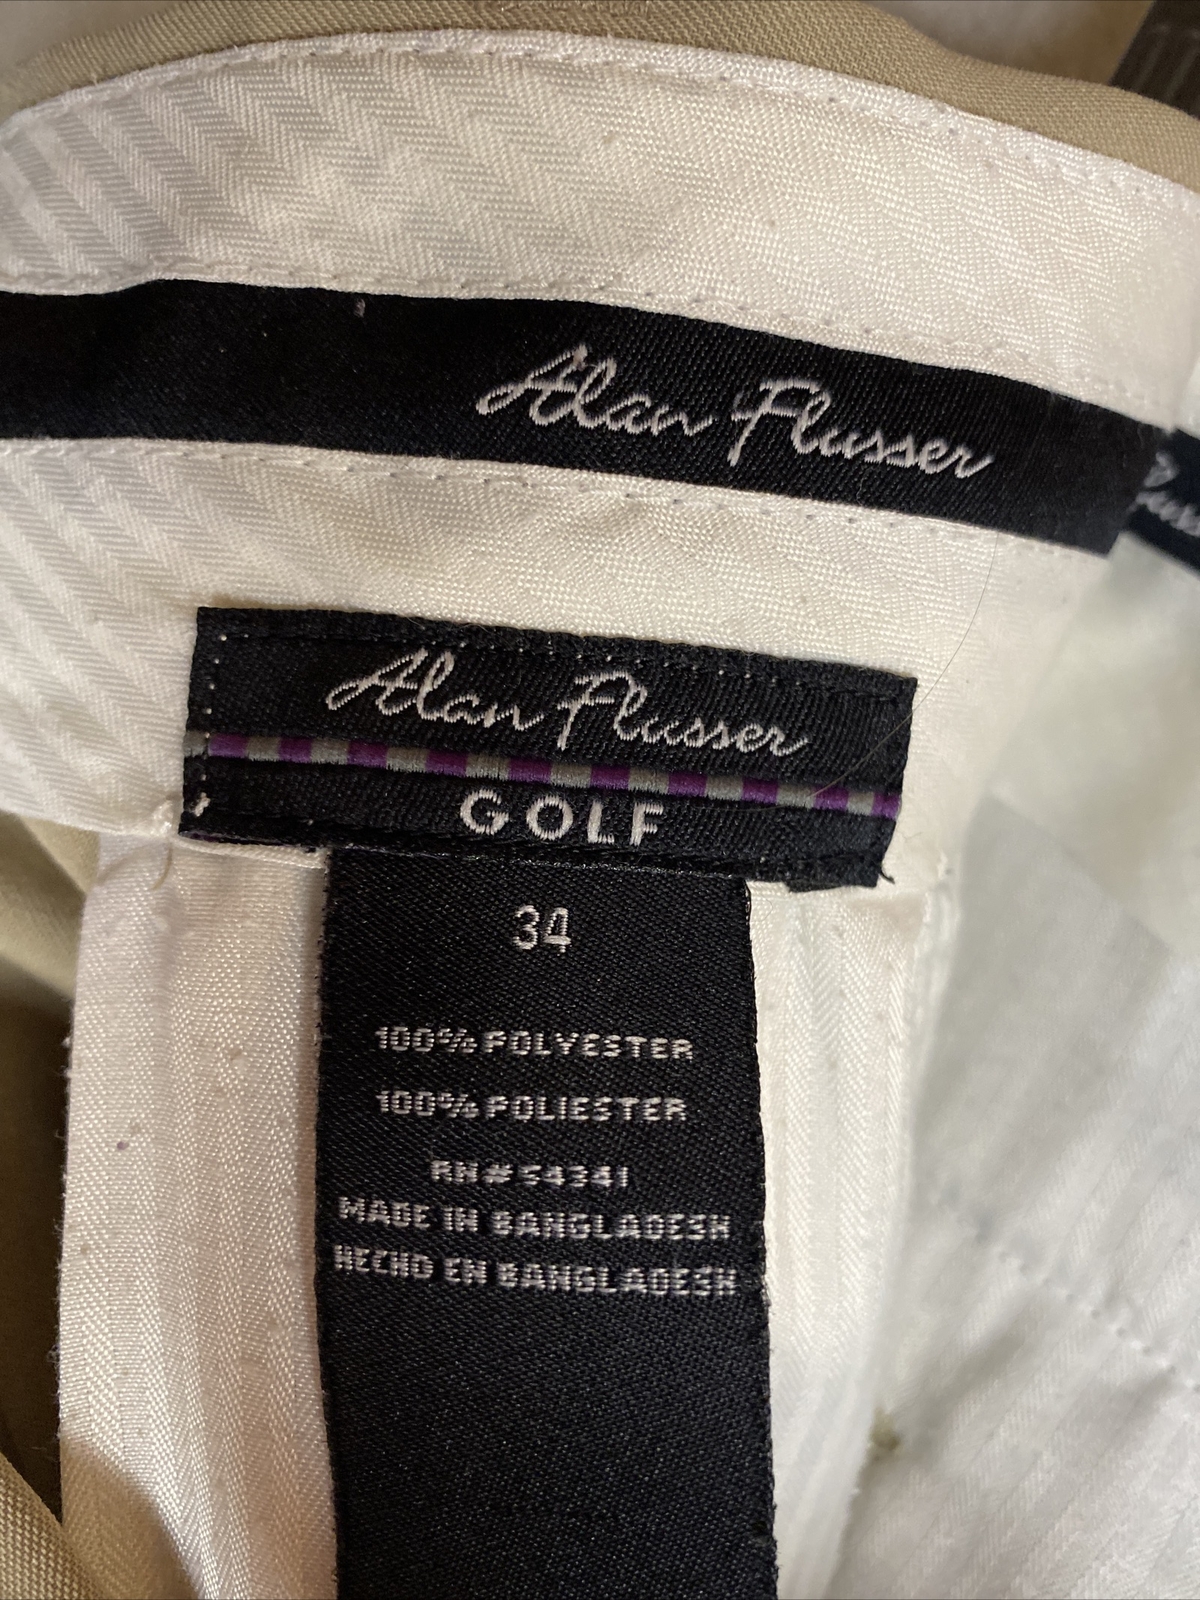 Alan Flusser
Alan Flusser
GOLF
34
100% POLYESTER
100% POLIESTER
RN#54341
MADE IN BANGLADESH
HECHO EN BANGLADESH